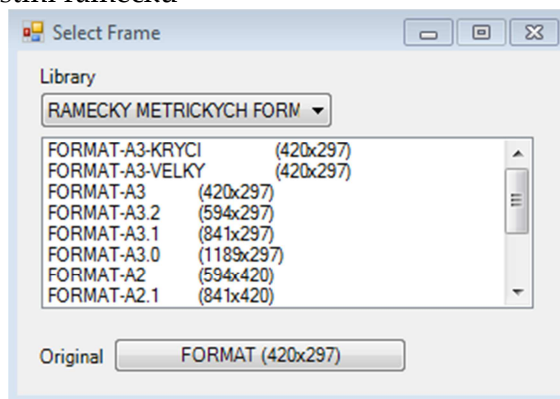 Select Frame
Library
RAMECKY METRICKYCH FORM
FORMAT-A3-KRYCI (420x297)
FORMAT-A3-VELKY (420x297)
FORMAT-A3 (420x297)
FORMAT-A3.2 (594x297)
FORMAT-A3.1 (841x297)
FORMAT-A3.0 (1189x297)
FORMAT-A2 (594x420)
FORMAT-A2.1 (841x420)
Original FORMAT (420x297)